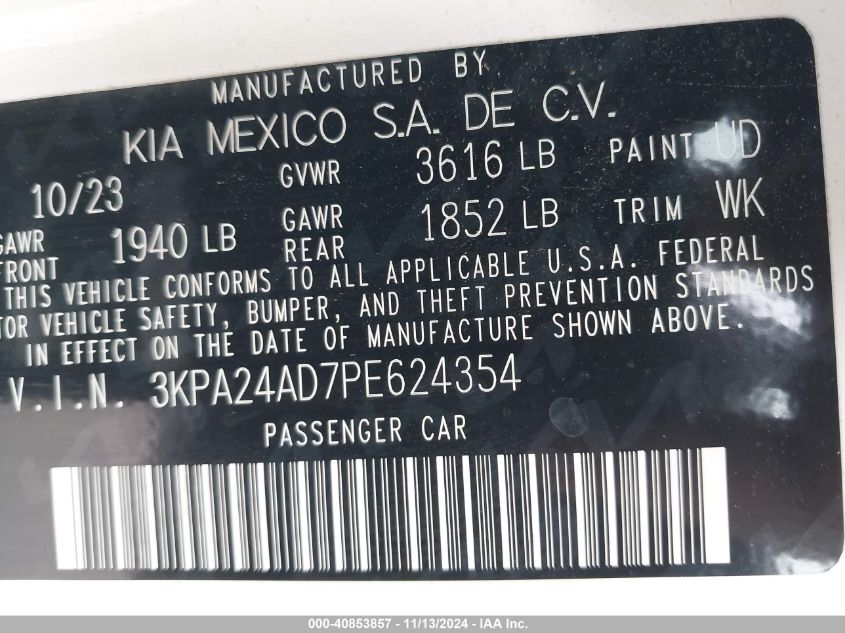 MANUFACTURED BY
KIA MEXICO S.A. DE C.V.
10/23 GVWR 3616 LB PAINT UD
GAWR FRONT 1940 LB GAWR REAR 1852 LB TRIM WK
THIS VEHICLE CONFORMS TO ALL APPLICABLE U.S.A. FEDERAL
TOR VEHICLE SAFETY, BUMPER, AND THEFT PREVENTION STANDARDS
IN EFFECT ON THE DATE OF MANUFACTURE SHOWN ABOVE.
V.I.N. 3KPA24AD7PE624354
PASSENGER CAR
000-40853857 - 11/13/2024 - IAA Inc.